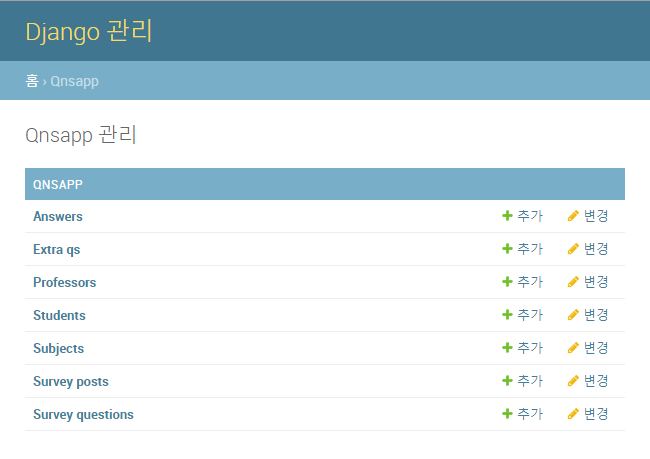 Django 관리
홈 › Qnsapp
Qnsapp 관리
QNSAPP
Answers 추가 변경
Extra qs 추가 변경
Professors 추가 변경
Students 추가 변경
Subjects 추가 변경
Survey posts 추가 변경
Survey questions 추가 변경